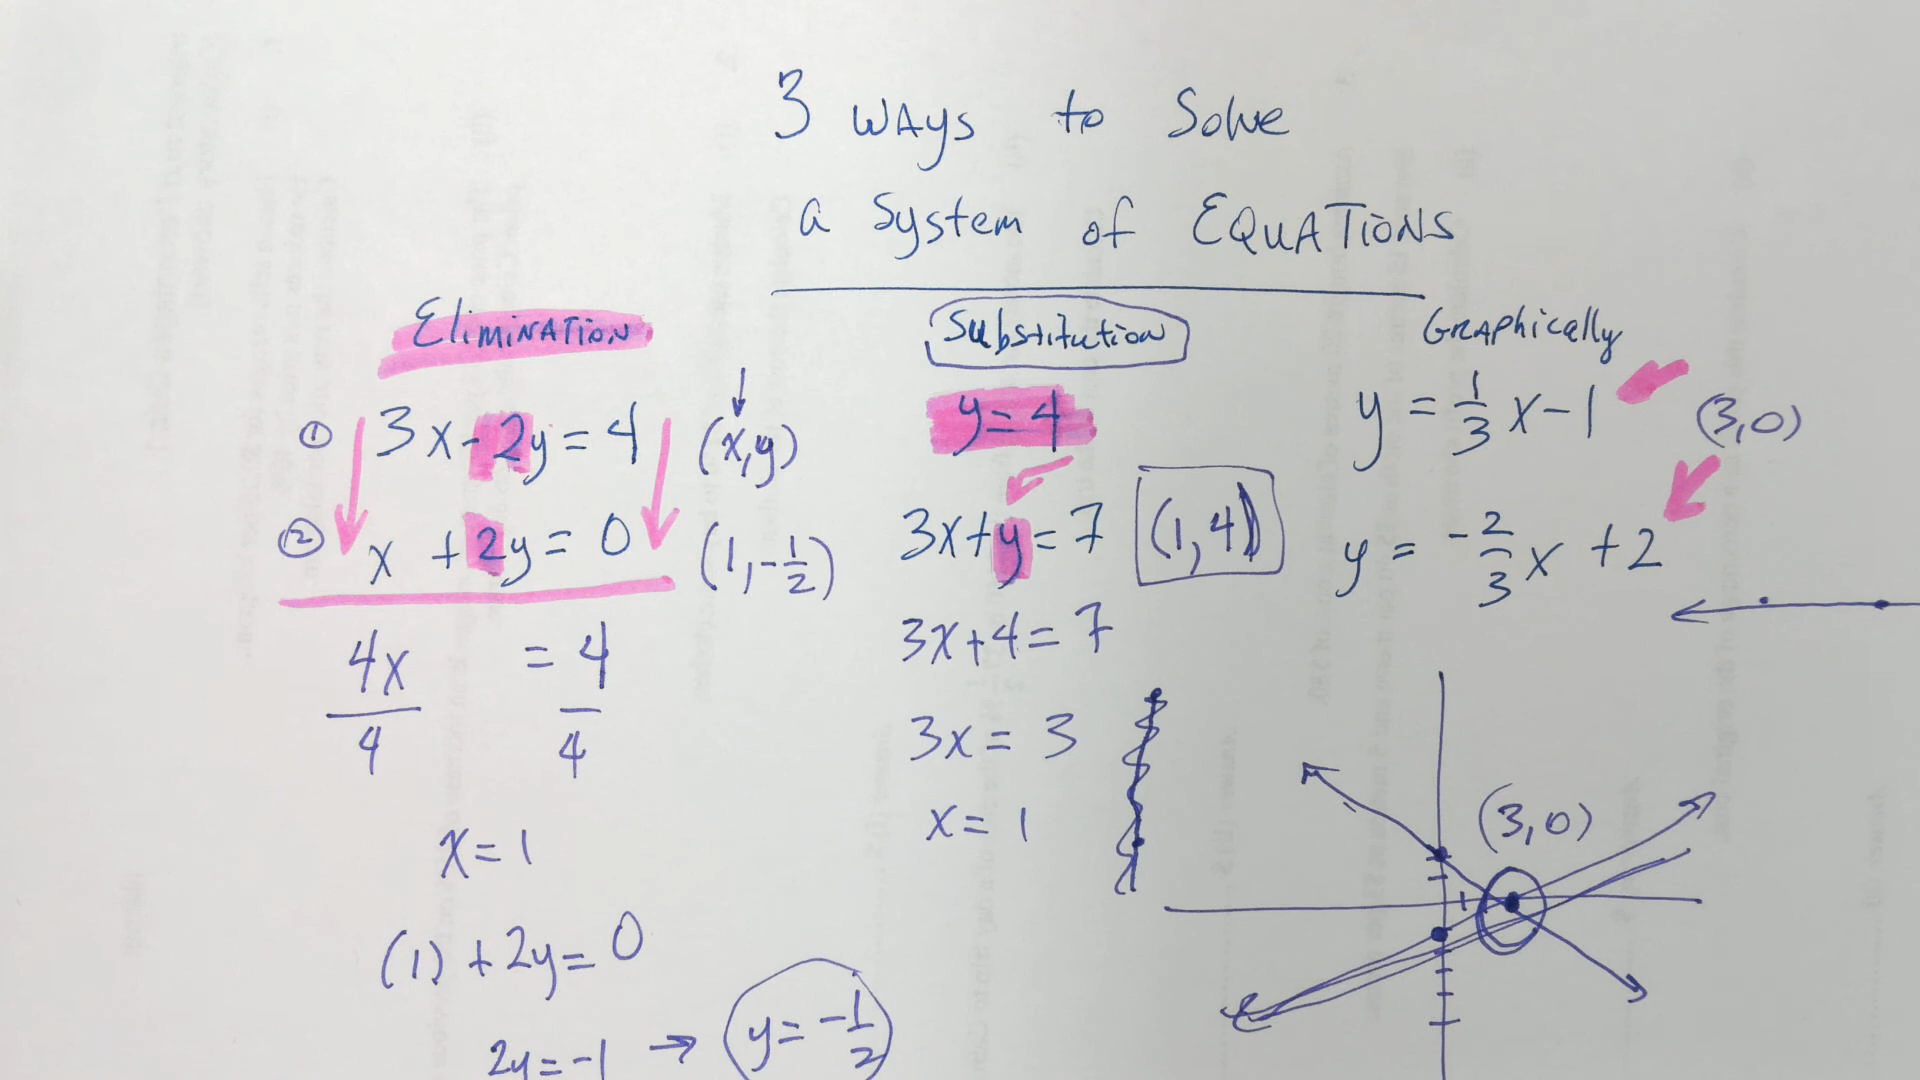 3 WAys to Solve
a System of EQUATIONS
ELiMiNATiON
① 3x-2y=4 (x,y)
② x +2y=0 (1,-1/2)
4x/4 =4/4
x=1
(1)+2y=0
2y=-1 → y=-1/2
Substitution
y=4
3x+y=7 (1,4)
3x+4=7
3x=3
x=1
GRAphically
y=1/3x-1 (3,0)
y=-2/3x+2
(3,0)